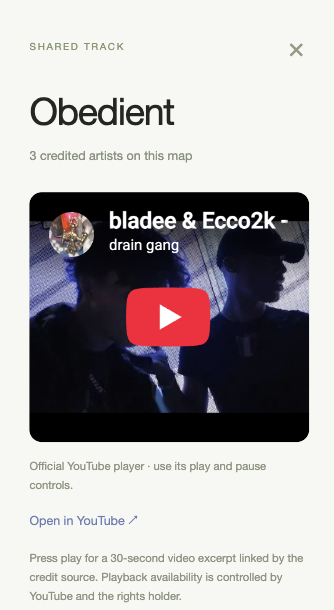 SHARED TRACK
Obedient
3 credited artists on this map
bladee & Ecco2k -
drain gang
Official YouTube player · use its play and pause
controls.
Open in YouTube ↗
Press play for a 30-second video excerpt linked by the
credit source. Playback availability is controlled by
YouTube and the rights holder.